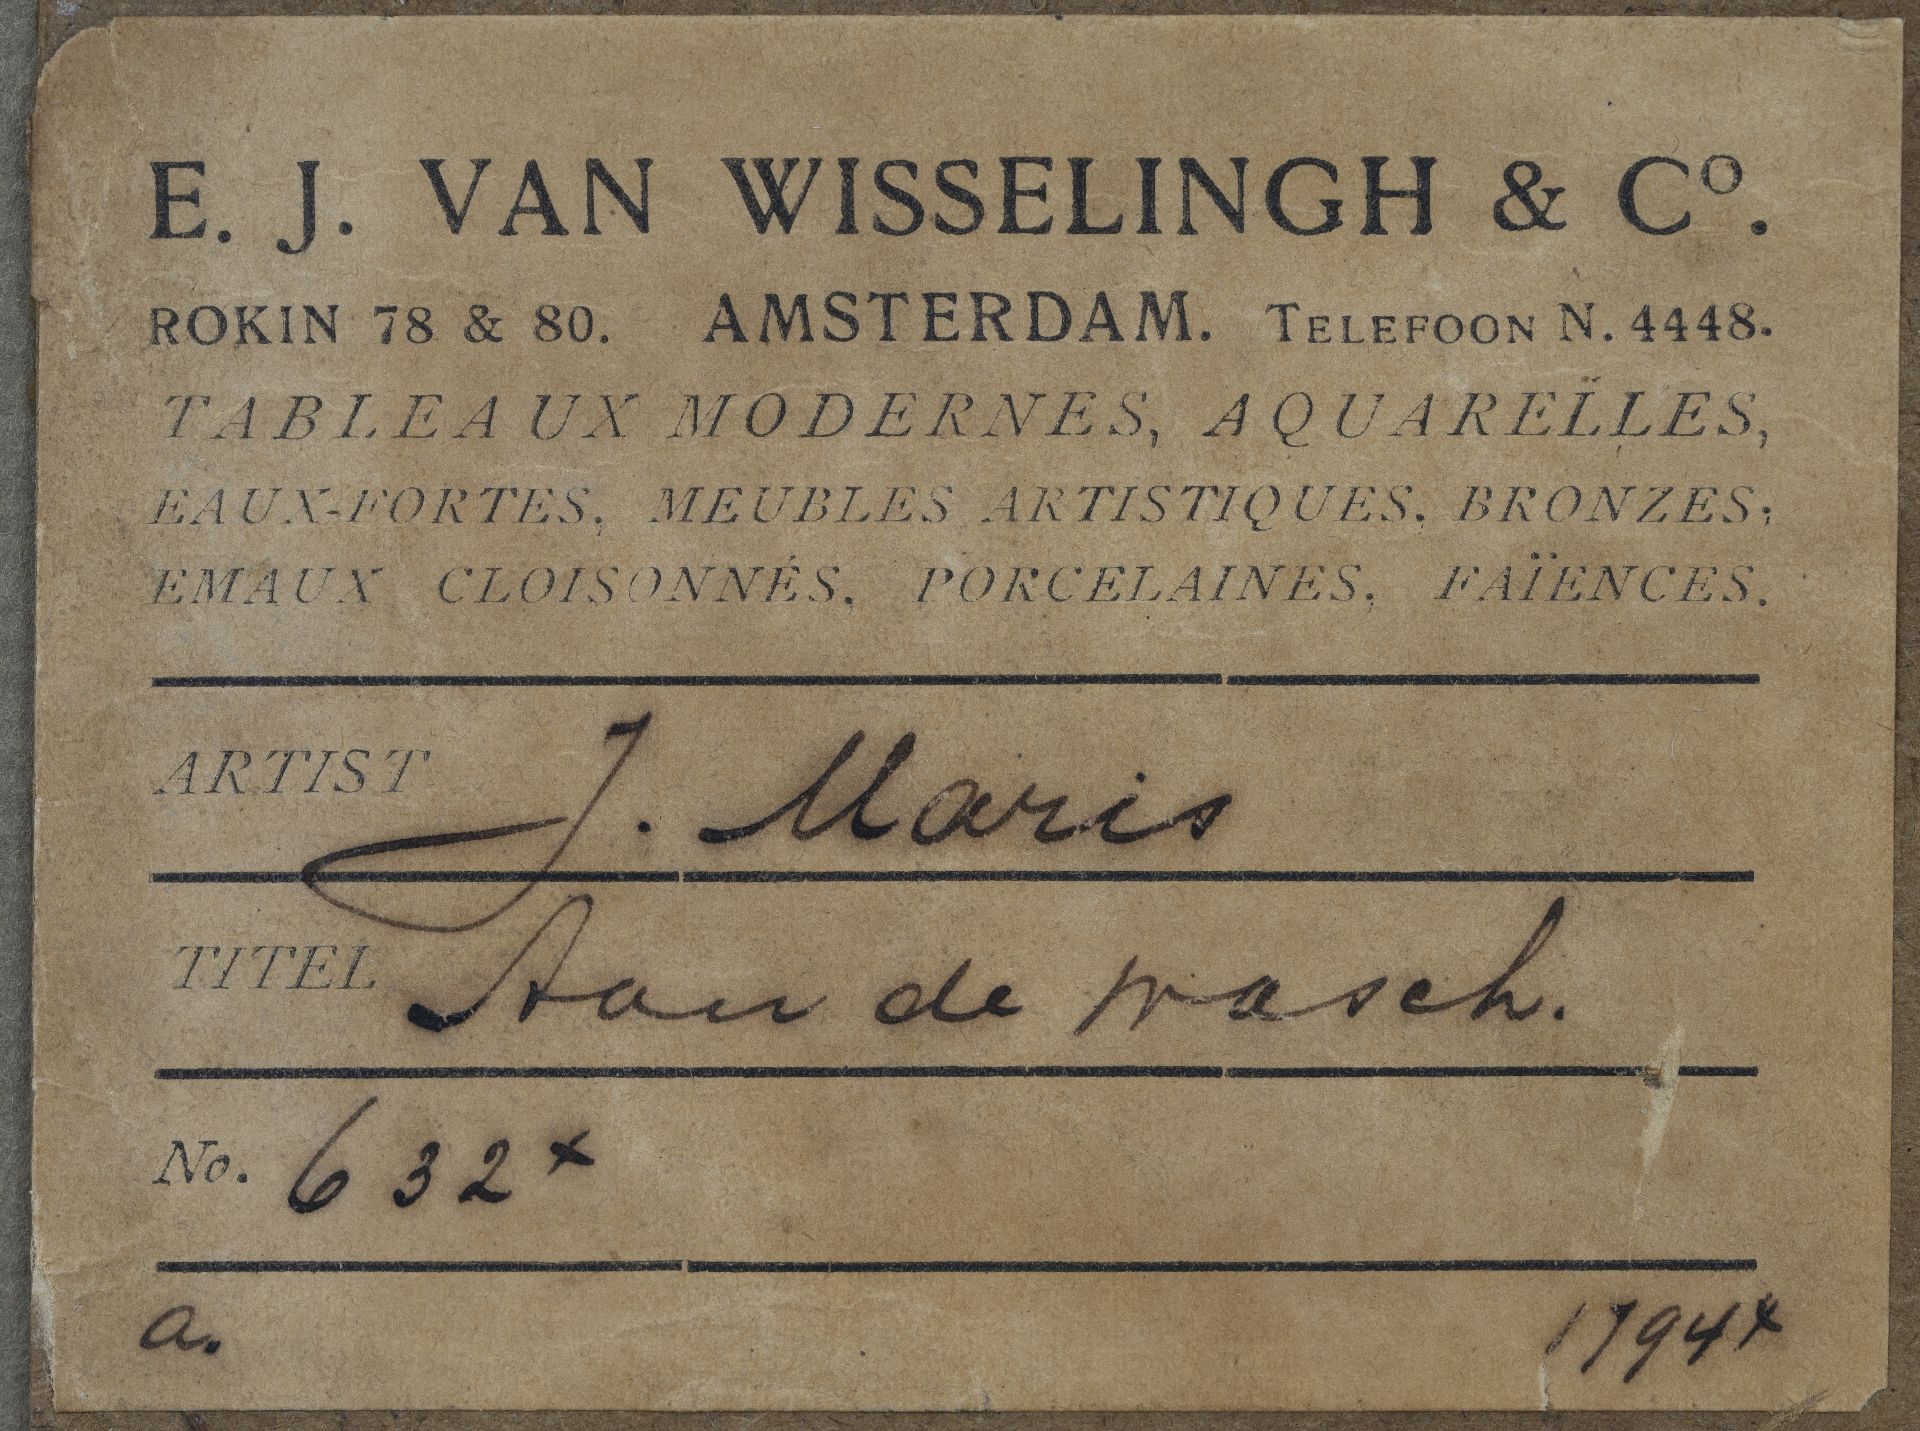 E. J. VAN WISSELINGH & Cº.
ROKIN 78 & 80. AMSTERDAM. TELEFOON N. 4448.
TABLEAUX MODERNES, AQUARELLES,
EAUX-FORTES, MEUBLES ARTISTIQUES, BRONZES,
EMAUX CLOISONNÉS, PORCELAINES, FAÏENCES.
ARTIST J. Maris
TITEL Aan de wasch.
No. 632x
a. 1794x